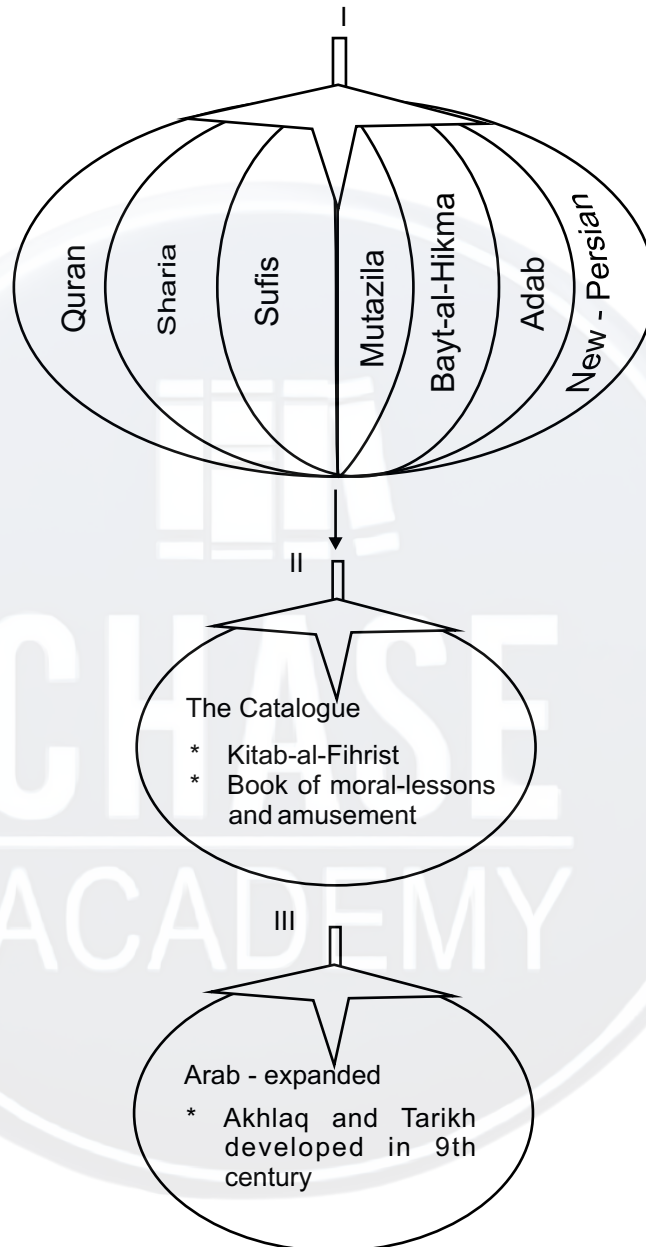 I
Quran
Sharia
Sufis
Mutazila
Bayt-al-Hikma
Adab
New - Persian
II
The Catalogue
* Kitab-al-Fihrist
* Book of moral-lessons
and amusement
III
Arab - expanded
* Akhlaq and Tarikh
developed in 9th
century
CHASE
ACADEMY